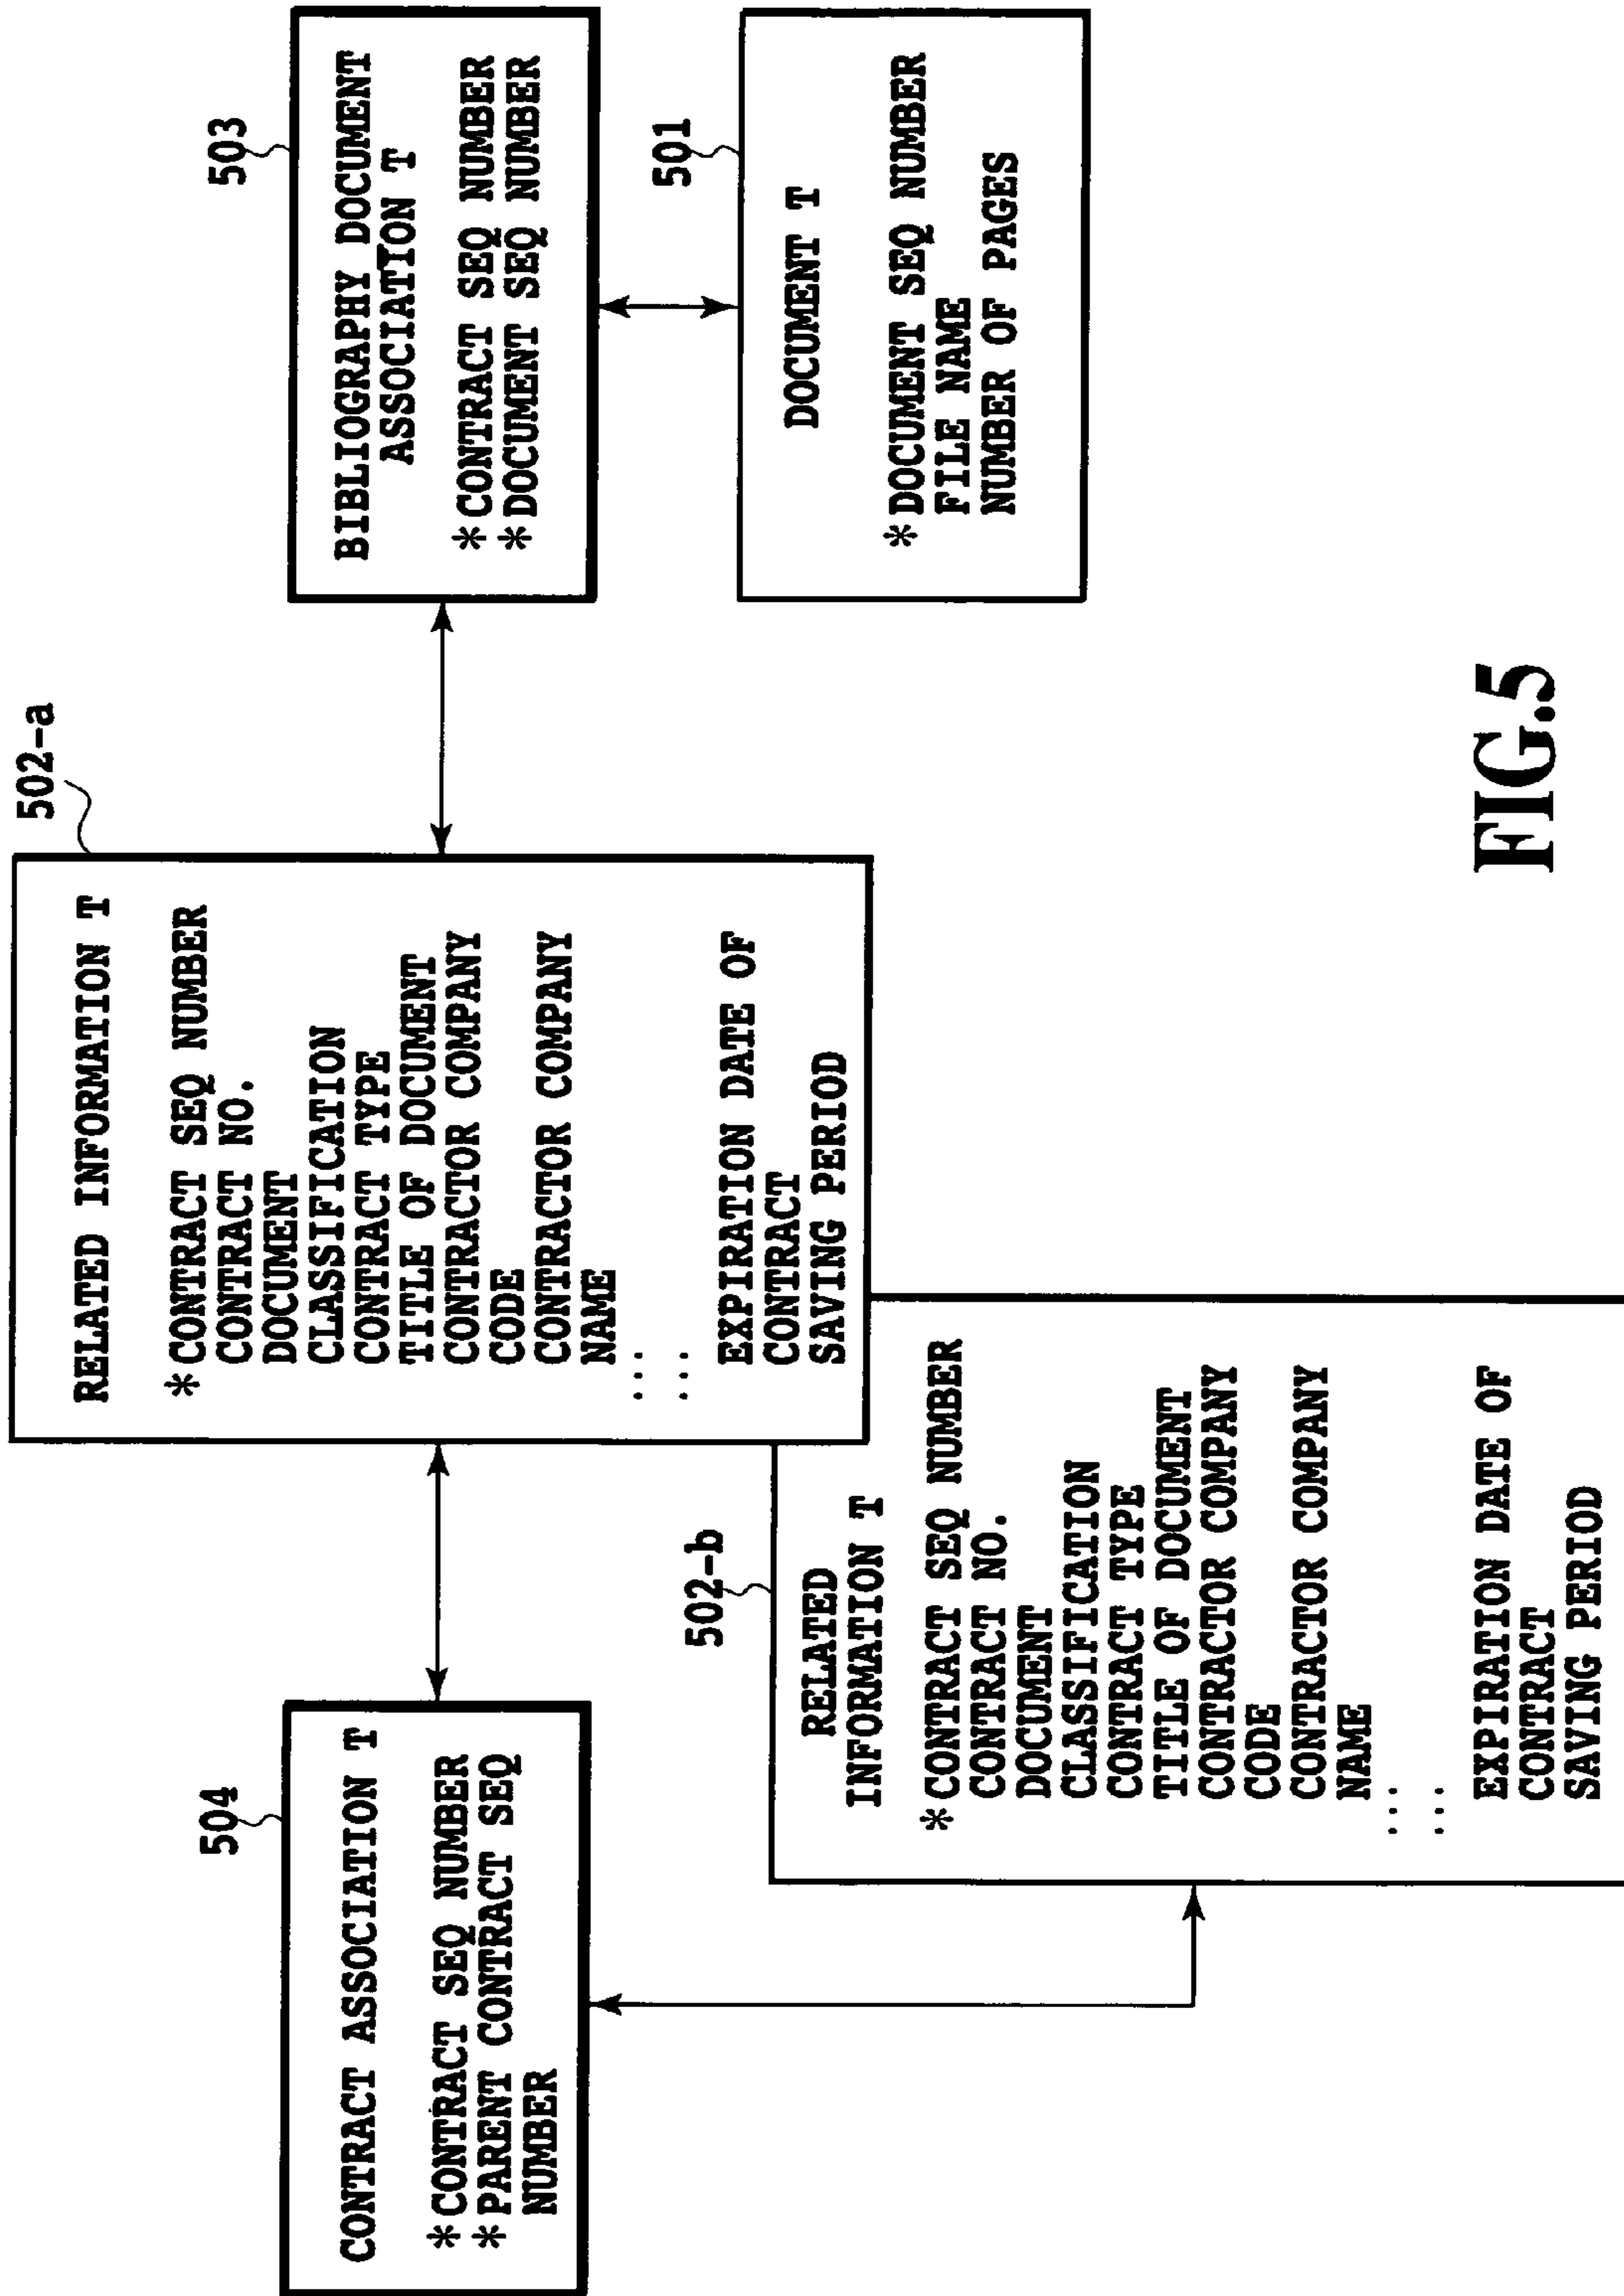 504
CONTRACT ASSOCIATION T
*CONTRACT SEQ NUMBER
*PARENT CONTRACT SEQ
NUMBER
502-a
RELATED INFORMATION T
*CONTRACT SEQ NUMBER
CONTRACT NO.
DOCUMENT
CLASSIFICATION
CONTRACT TYPE
TITLE OF DOCUMENT
CONTRACTOR COMPANY
CODE
CONTRACTOR COMPANY
NAME
...
...
EXPIRATION DATE OF
CONTRACT
SAVING PERIOD
502-b
RELATED
INFORMATION T
*CONTRACT SEQ NUMBER
CONTRACT NO.
DOCUMENT
CLASSIFICATION
CONTRACT TYPE
TITLE OF DOCUMENT
CONTRACTOR COMPANY
CODE
CONTRACTOR COMPANY
NAME
...
...
EXPIRATION DATE OF
CONTRACT
SAVING PERIOD
503
BIBLIOGRAPHY DOCUMENT
ASSOCIATION T
*CONTRACT SEQ NUMBER
*DOCUMENT SEQ NUMBER
501
DOCUMENT T
*DOCUMENT SEQ NUMBER
FILE NAME
NUMBER OF PAGES
FIG.5